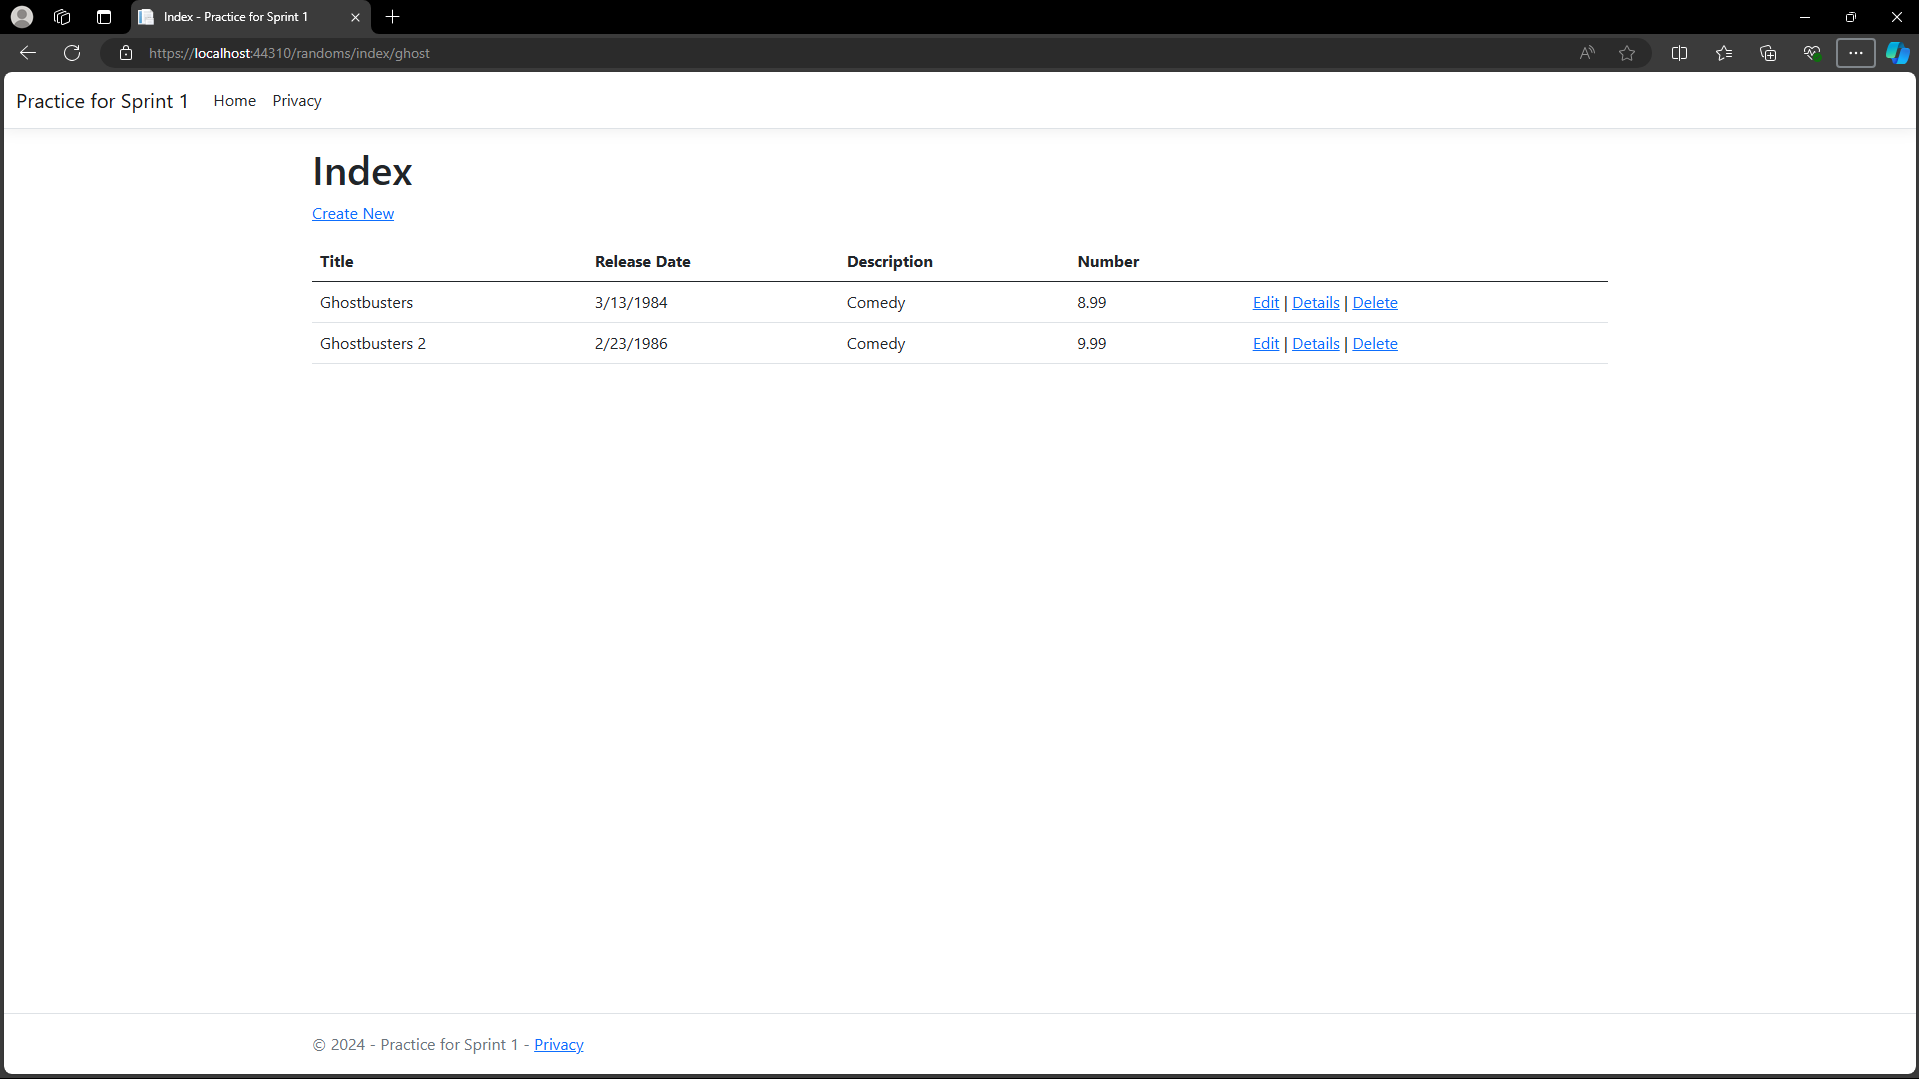 Index - Practice for Sprint 1
https://localhost:44310/randoms/index/ghost
Practice for Sprint 1 Home Privacy
Index
Create New
Title Release Date Description Number
Ghostbusters 3/13/1984 Comedy 8.99 Edit | Details | Delete
Ghostbusters 2 2/23/1986 Comedy 9.99 Edit | Details | Delete
© 2024 - Practice for Sprint 1 - Privacy